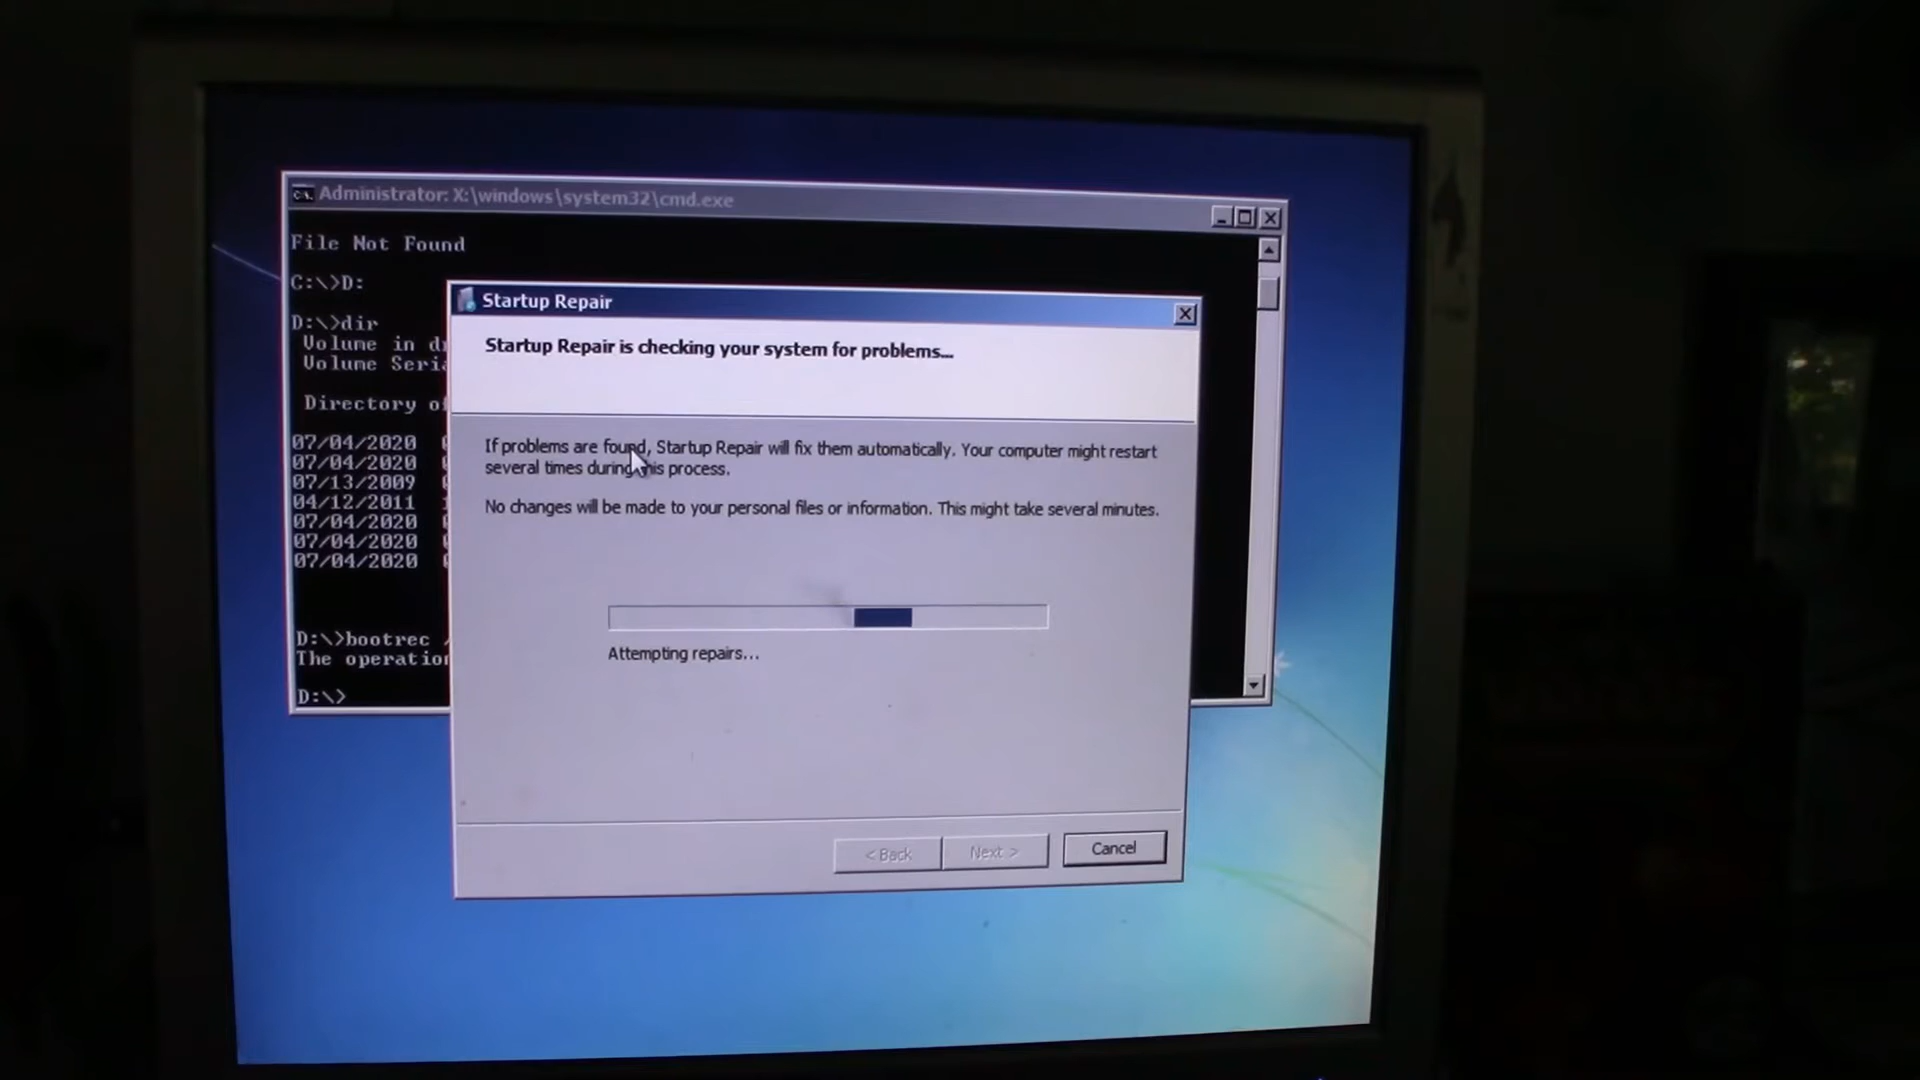 Administrator: X:\windows\system32\cmd.exe
File Not Found
C:\>D:
D:\>dir
Volume in
Volume
Directory
07/04/2020
07/04/2020
07/13/2009
04/12/2011
07/04/2020
07/04/2020
07/04/2020
D:\>bootrec
The
D:\>
Startup Repair
Startup Repair is checking your system for problems...
If problems are found, Startup Repair will fix them automatically. Your computer might restart
several times during this process.
No changes will be made to your personal files or information. This might take several minutes.
Attempting repairs...
< Back
Next >
Cancel